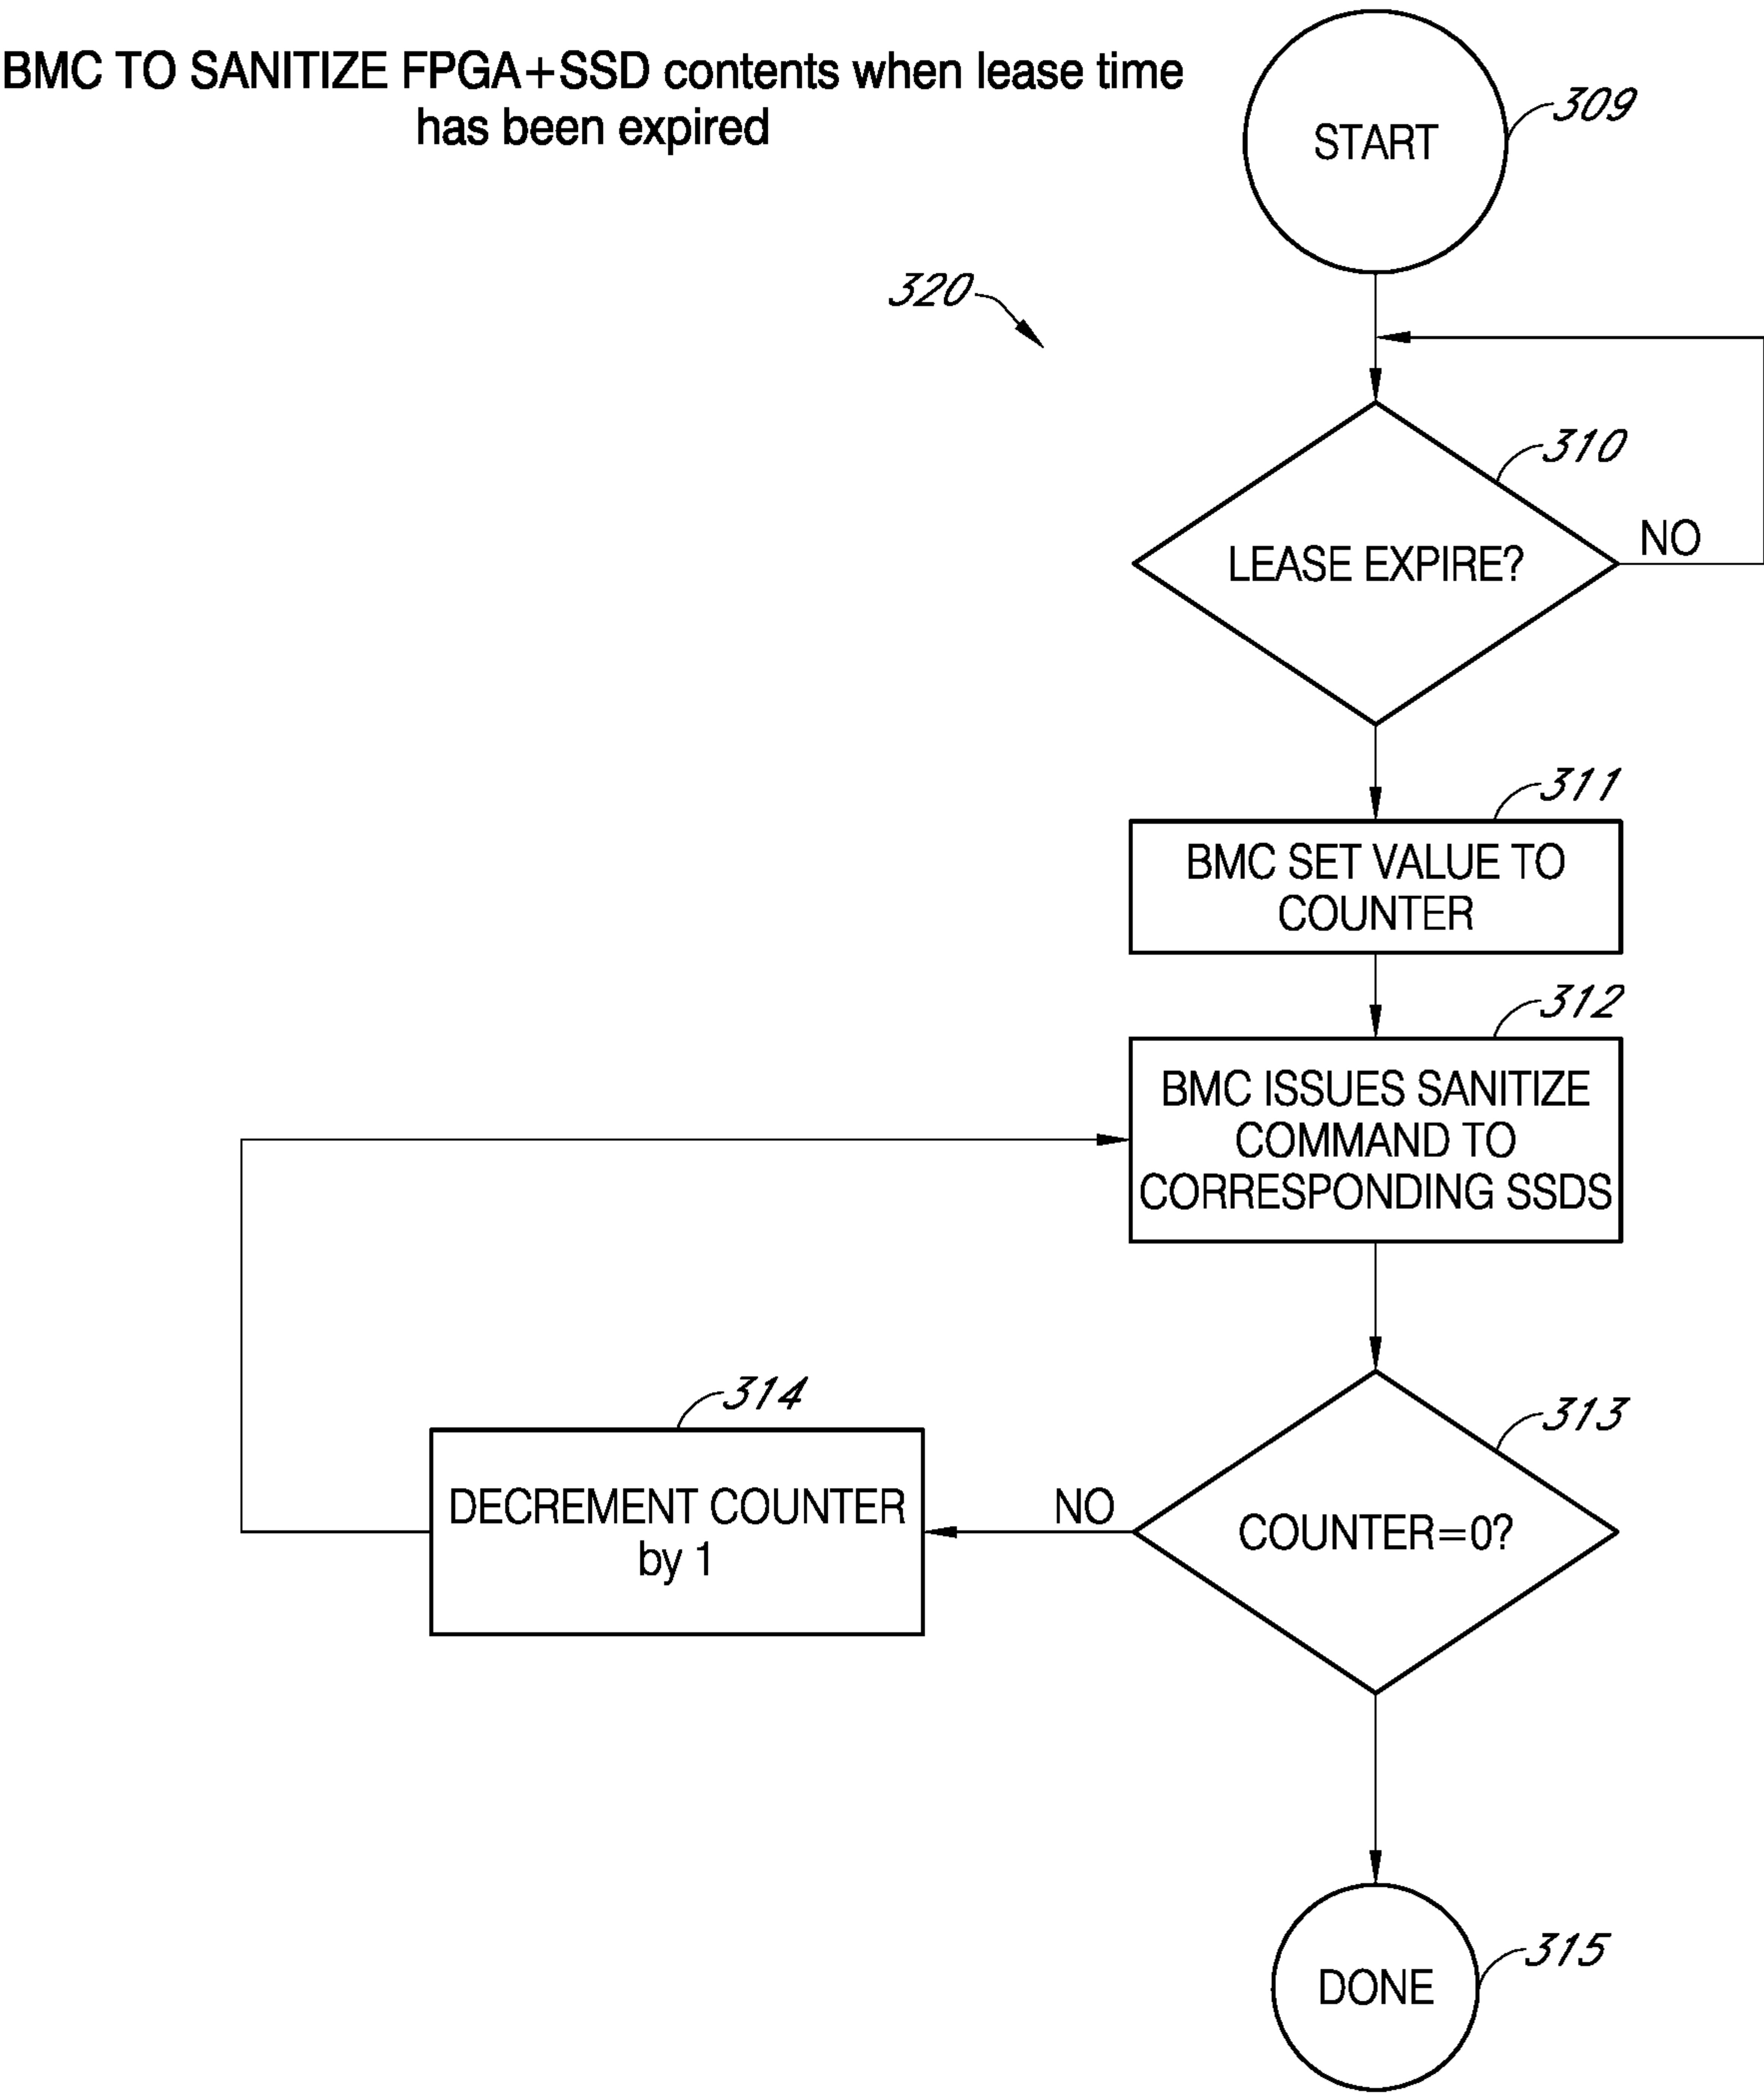 BMC TO SANITIZE FPGA+SSD contents when lease time
has been expired
START
309
320
310
LEASE EXPIRE?
NO
311
BMC SET VALUE TO
COUNTER
312
BMC ISSUES SANITIZE
COMMAND TO
CORRESPONDING SSDS
314
DECREMENT COUNTER
by 1
NO
313
COUNTER=0?
DONE
315